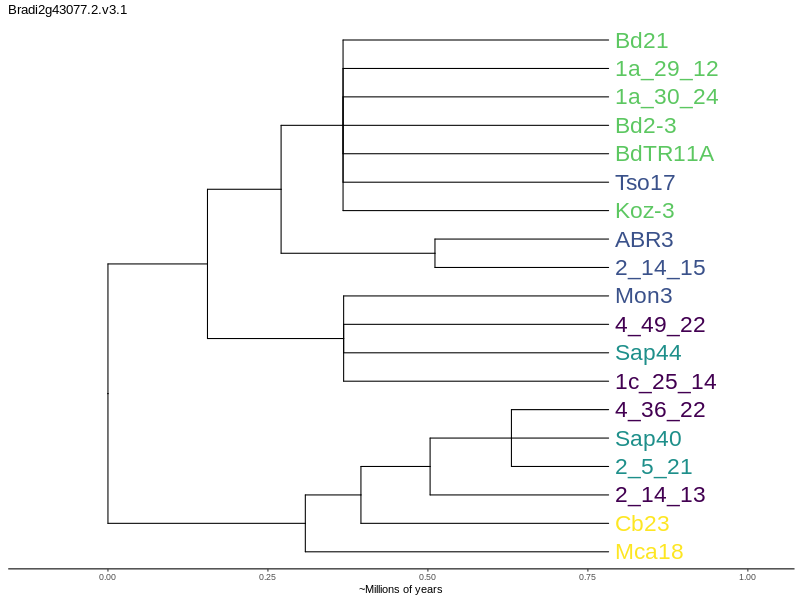 Bradi2g43077.2.v3.1
Bd21
1a_29_12
1a_30_24
Bd2-3
BdTR11A
Tso17
Koz-3
ABR3
2_14_15
Mon3
4_49_22
Sap44
1c_25_14
4_36_22
Sap40
2_5_21
2_14_13
Cb23
Mca18
0.00 0.25 0.50 0.75 1.00
~Millions of years